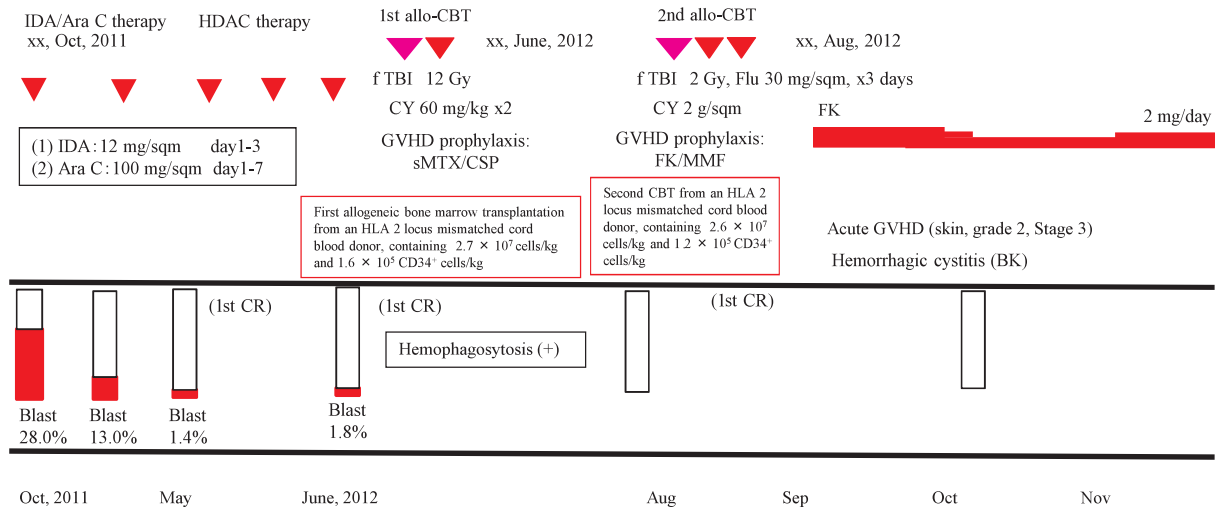 IDA/Ara C therapy
xx, Oct, 2011
HDAC therapy
1st allo-CBT
xx, June, 2012
2nd allo-CBT
xx, Aug, 2012
f TBI 12 Gy
CY 60 mg/kg x2
GVHD prophylaxis:
sMTX/CSP
f TBI 2 Gy, Flu 30 mg/sqm, x3 days
CY 2 g/sqm
GVHD prophylaxis:
FK/MMF
FK
2 mg/day
(1) IDA : 12 mg/sqm day1-3
(2) Ara C : 100 mg/sqm day1-7
First allogeneic bone marrow transplantation
from an HLA 2 locus mismatched cord
blood donor, containing 2.7 × 10⁷ cells/kg
and 1.6 × 10⁵ CD34⁺ cells/kg
Second CBT from an HLA 2
locus mismatched cord blood
donor, containing 2.6 × 10⁷
cells/kg and 1.2 × 10⁵ CD34⁺
cells/kg
Acute GVHD (skin, grade 2, Stage 3)
Hemorrhagic cystitis (BK)
(1st CR)
(1st CR)
(1st CR)
Hemophagosytosis (+)
Blast
28.0%
Blast
13.0%
Blast
1.4%
Blast
1.8%
Oct, 2011
May
June, 2012
Aug
Sep
Oct
Nov